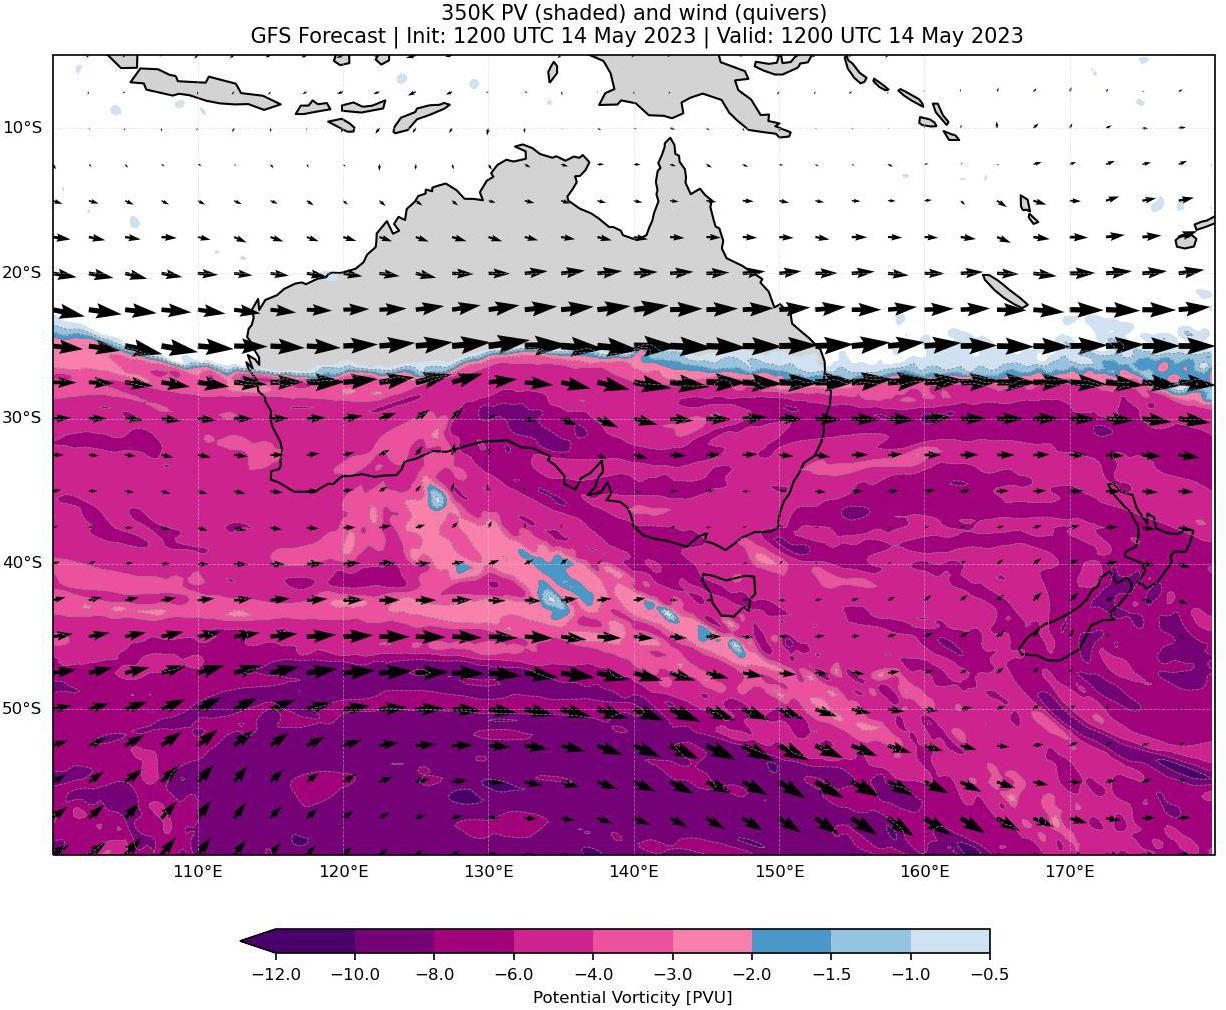 350K PV (shaded) and wind (quivers)
GFS Forecast | Init: 1200 UTC 14 May 2023 | Valid: 1200 UTC 14 May 2023
10°S
20°S
30°S
40°S
50°S
110°E 120°E 130°E 140°E 150°E 160°E 170°E
−12.0 −10.0 −8.0 −6.0 −4.0 −3.0 −2.0 −1.5 −1.0 −0.5
Potential Vorticity [PVU]